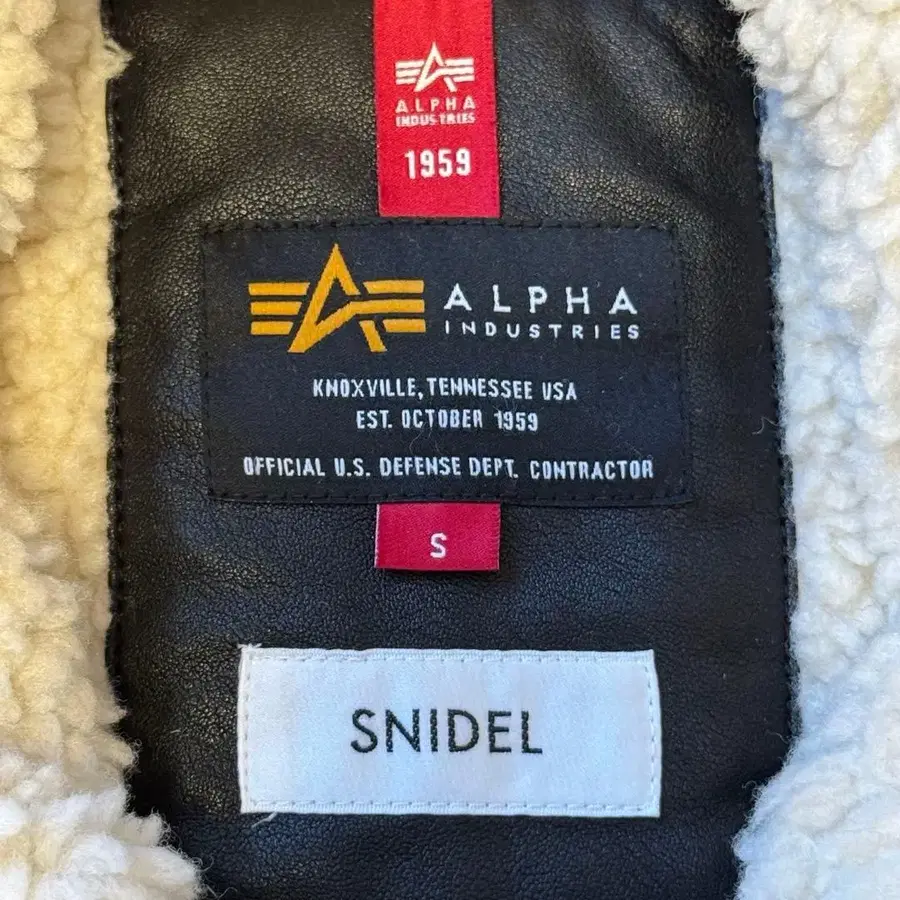 ALPHA
INDUSTRIES
1959
ALPHA
INDUSTRIES
KNOXVILLE, TENNESSEE USA
EST. OCTOBER 1959
OFFICIAL U.S. DEFENSE DEPT. CONTRACTOR
S
SNIDEL